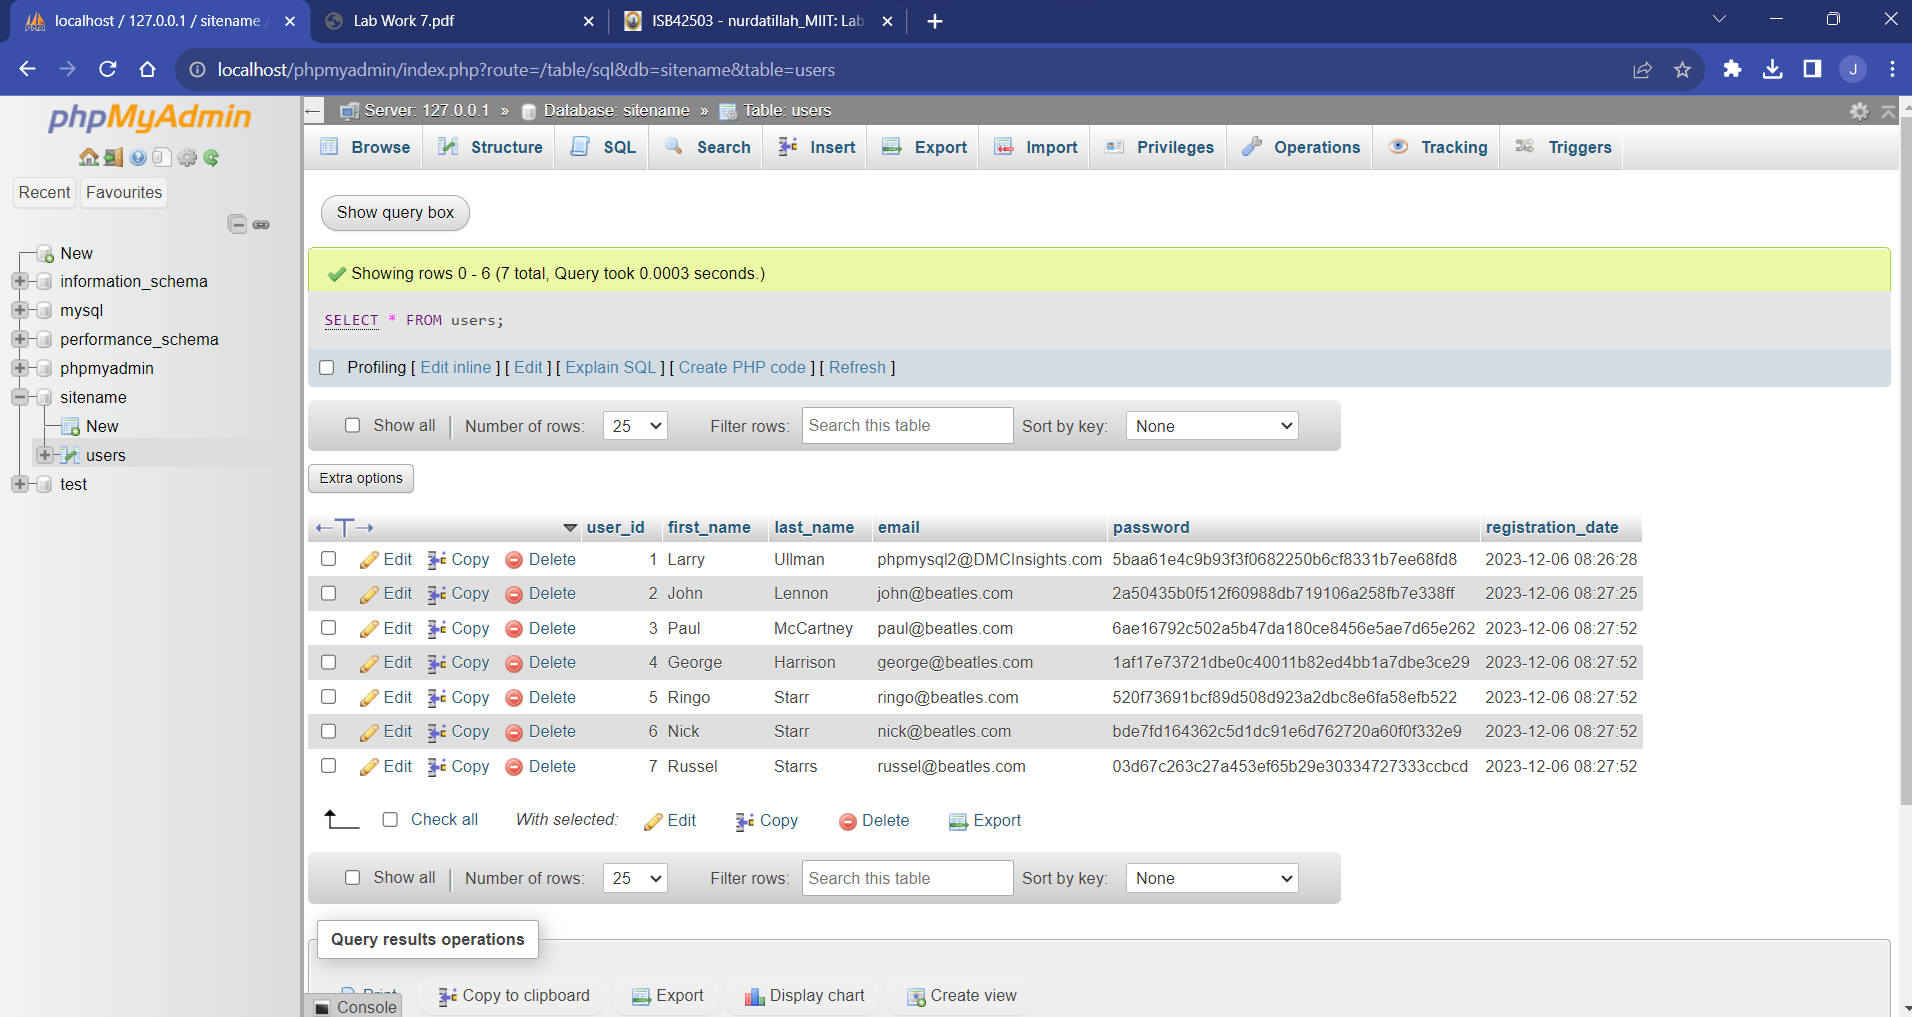 localhost / 127.0.0.1 / sitename /
Lab Work 7.pdf
ISB42503 - nurdatillah_MIIT: Lab
localhost/phpmyadmin/index.php?route=/table/sql&db=sitename&table=users
J
phpMyAdmin
Recent Favourites
New
information_schema
mysql
performance_schema
phpmyadmin
sitename
New
users
test
Server: 127.0.0.1 » Database: sitename » Table: users
Browse Structure SQL Search Insert Export Import Privileges Operations Tracking Triggers
Show query box
Showing rows 0 - 6 (7 total, Query took 0.0003 seconds.)
SELECT * FROM users;
Profiling [ Edit inline ] [ Edit ] [ Explain SQL ] [ Create PHP code ] [ Refresh ]
Show all Number of rows: 25 Filter rows: Search this table Sort by key: None
Extra options
user_id first_name last_name email password registration_date
Edit Copy Delete 1 Larry Ullman phpmysql2@DMCInsights.com 5baa61e4c9b93f3f0682250b6cf8331b7ee68fd8 2023-12-06 08:26:28
Edit Copy Delete 2 John Lennon john@beatles.com 2a50435b0f512f60988db719106a258fb7e338ff 2023-12-06 08:27:25
Edit Copy Delete 3 Paul McCartney paul@beatles.com 6ae16792c502a5b47da180ce8456e5ae7d65e262 2023-12-06 08:27:52
Edit Copy Delete 4 George Harrison george@beatles.com 1af17e73721dbe0c40011b82ed4bb1a7dbe3ce29 2023-12-06 08:27:52
Edit Copy Delete 5 Ringo Starr ringo@beatles.com 520f73691bcf89d508d923a2dbc8e6fa58efb522 2023-12-06 08:27:52
Edit Copy Delete 6 Nick Starr nick@beatles.com bde7fd164362c5d1dc91e6d762720a60f0f332e9 2023-12-06 08:27:52
Edit Copy Delete 7 Russel Starrs russel@beatles.com 03d67c263c27a453ef65b29e30334727333ccbcd 2023-12-06 08:27:52
Check all With selected: Edit Copy Delete Export
Show all Number of rows: 25 Filter rows: Search this table Sort by key: None
Query results operations
Print Copy to clipboard Export Display chart Create view
Console